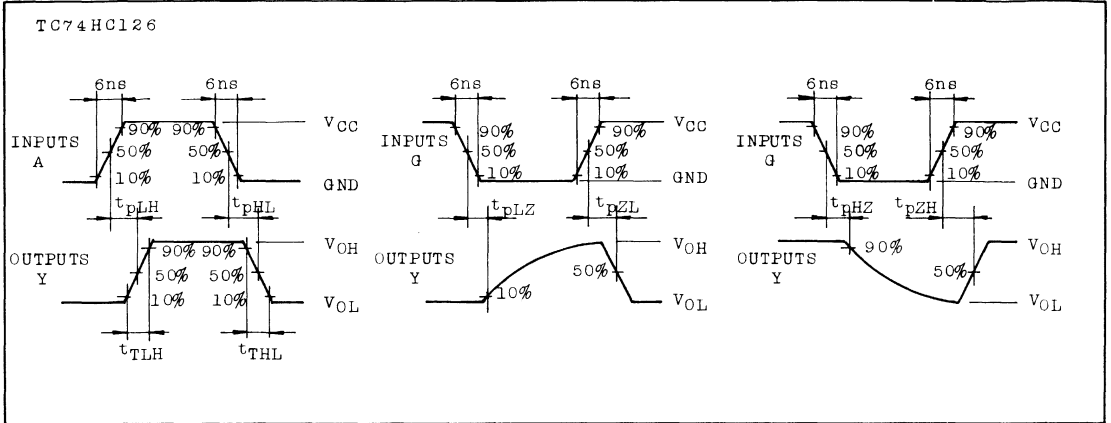 TC74HC126
6ns 6ns
INPUTS A
90% 90%
50% 50%
10% 10%
VCC
GND
tpLH tpHL
OUTPUTS Y
90% 90%
50% 50%
10% 10%
VOH
VOL
tTLH tTHL
6ns 6ns
INPUTS G
90% 90%
50% 50%
10% 10%
VCC
GND
tpLZ tpZL
OUTPUTS Y
50%
10%
VOH
VOL
6ns 6ns
INPUTS G
90% 90%
50% 50%
10% 10%
VCC
GND
tpHZ tpZH
OUTPUTS Y
90%
50%
VOH
VOL